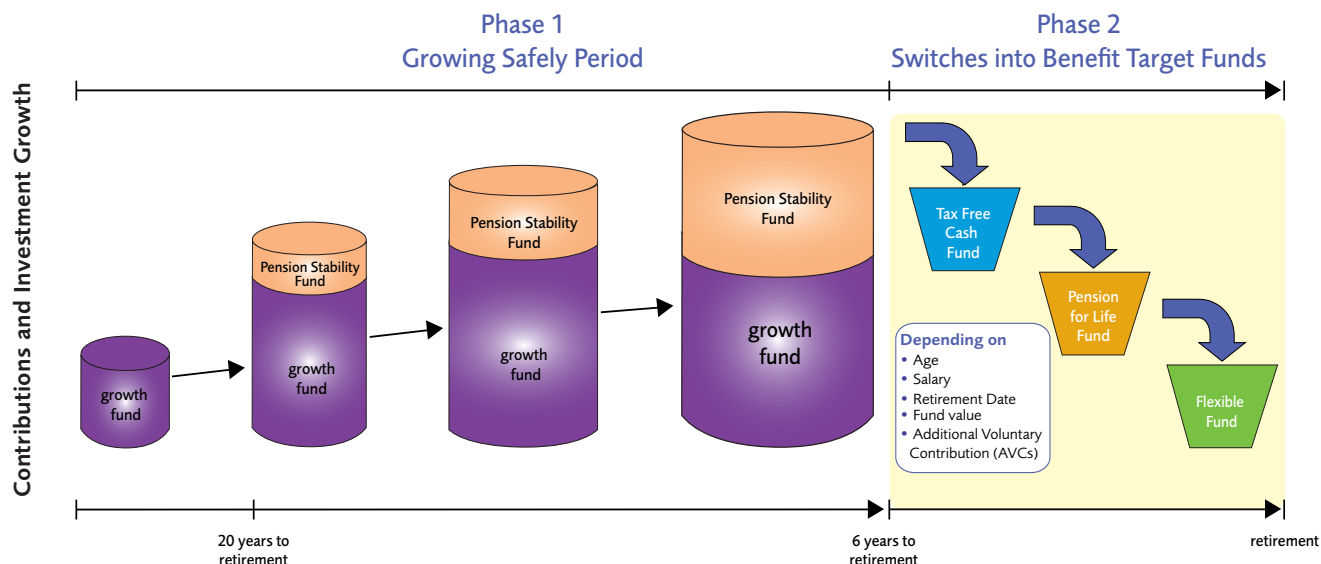 Phase 1
Growing Safely Period
Phase 2
Switches into Benefit Target Funds
Contributions and Investment Growth
growth
fund
Pension Stability
Fund
growth
fund
Pension Stability
Fund
growth
fund
Pension Stability
Fund
growth
fund
Tax Free
Cash
Fund
Pension
for Life
Fund
Flexible
Fund
Depending on
• Age
• Salary
• Retirement Date
• Fund value
• Additional Voluntary
Contribution (AVCs)
20 years to
retirement
6 years to
retirement
retirement